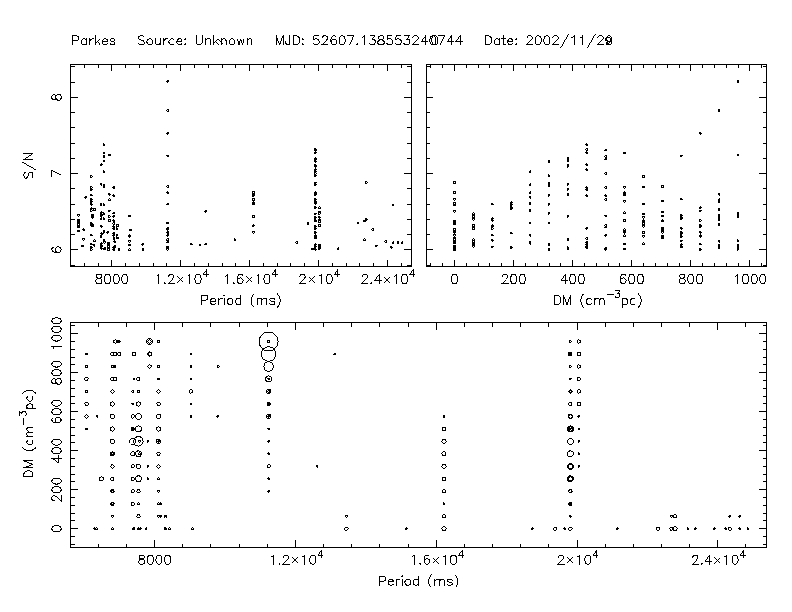 Parkes Source: Unknown MJD: 52607.138553240744 Date: 2002/11/29
S/N
8
7
6
8000 1.2×10⁴ 1.6×10⁴ 2×10⁴ 2.4×10⁴
Period (ms)
0 200 400 600 800 1000
DM (cm⁻³pc)
DM (cm⁻³pc)
1000
800
600
400
200
0
8000 1.2×10⁴ 1.6×10⁴ 2×10⁴ 2.4×10⁴
Period (ms)